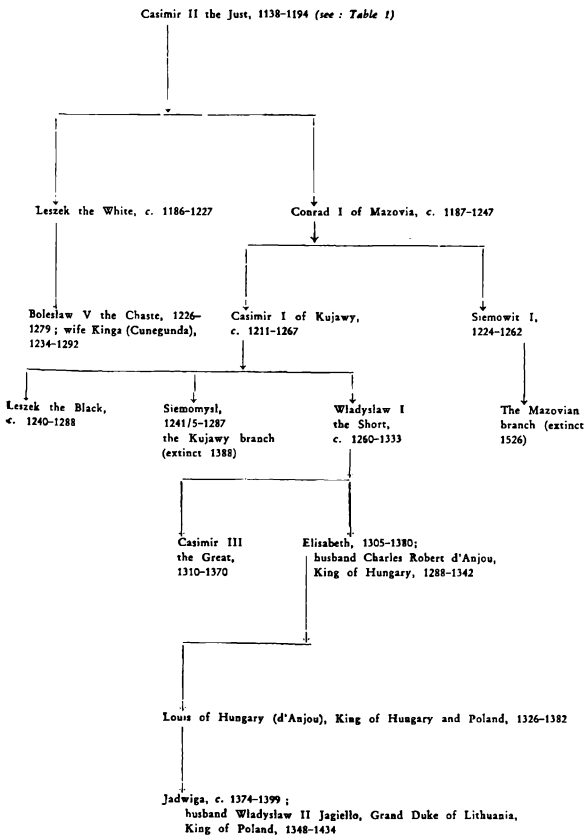 Casimir II the Just, 1138–1194 (see : Table 1)
Leszek the White, c. 1186–1227
Conrad I of Mazovia, c. 1187–1247
Bolesław V the Chaste, 1226–
1279 ; wife Kinga (Cunegunda),
1234–1292
Casimir I of Kujawy,
c. 1211–1267
Siemowit I,
1224–1262
Leszek the Black,
c. 1240–1288
Siemomysł,
1241/5–1287
the Kujawy branch
(extinct 1388)
Władysław I
the Short,
c. 1260–1333
The Mazovian
branch (extinct
1526)
Casimir III
the Great,
1310–1370
Elisabeth, 1305–1380;
husband Charles Robert d'Anjou,
King of Hungary, 1288–1342
Louis of Hungary (d'Anjou), King of Hungary and Poland, 1326–1382
Jadwiga, c. 1374–1399 ;
husband Władysław II Jagiełło, Grand Duke of Lithuania,
King of Poland, 1348–1434